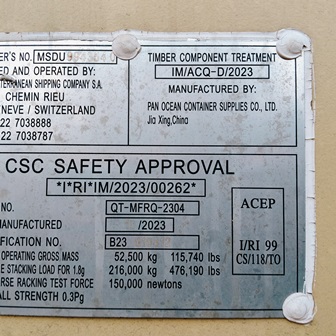 ER'S NO. MSDU
ED AND OPERATED BY:
TERRANEAN SHIPPING COMPANY S.A.
CHEMIN RIEU
NEVE / SWITZERLAND
22 7038888
22 7038787
TIMBER COMPONENT TREATMENT
IM/ACQ-D/2023
MANUFACTURED BY:
PAN OCEAN CONTAINER SUPPLIES CO., LTD.
Jia Xing,China
CSC SAFETY APPROVAL
*I*RI*IM/2023/00262*
NO. QT-MFRQ-2304
MANUFACTURED /2023
IFICATION NO. B23
OPERATING GROSS MASS 52,500 kg 115,740 lbs
E STACKING LOAD FOR 1.8g 216,000 kg 476,190 lbs
RSE RACKING TEST FORCE 150,000 newtons
ALL STRENGTH 0.3Pg
ACEP
I/RI 99
CS/118/TO